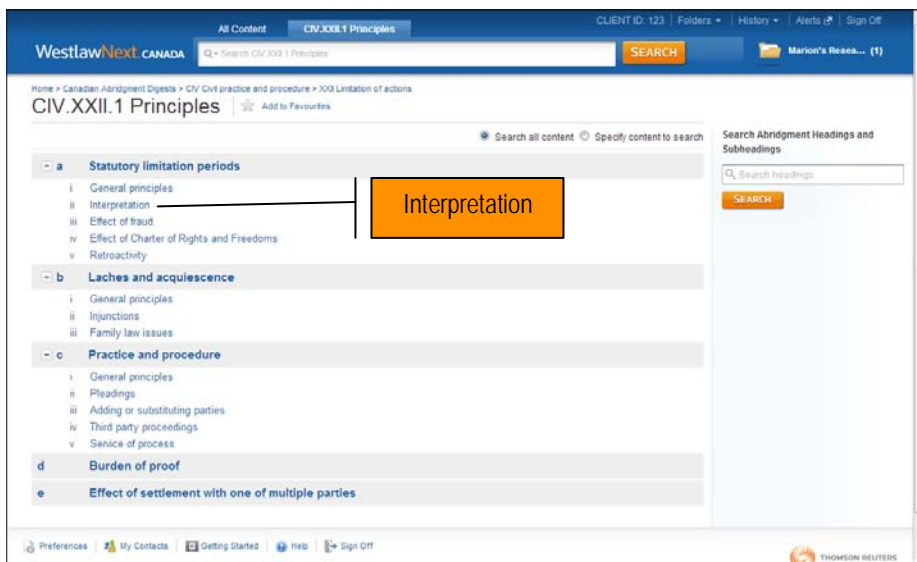 CLIENT ID: 123 Folders History Alerts Sign Off
All Content CIV.XXII.1 Principles
WestlawNext CANADA Search CIV.XXII.1 Principles SEARCH Marion's Resea... (1)
Home > Canadian Abridgment Digests > CIV Civil practice and procedure > XXII Limitation of actions
CIV.XXII.1 Principles Add to Favourites
Search all content Specify content to search
Search Abridgment Headings and
Subheadings
Search headings
SEARCH
a Statutory limitation periods
i General principles
ii Interpretation
Interpretation
iii Effect of fraud
iv Effect of Charter of Rights and Freedoms
v Retroactivity
b Laches and acquiescence
i General principles
ii Injunctions
iii Family law issues
c Practice and procedure
i General principles
ii Pleadings
iii Adding or substituting parties
iv Third party proceedings
v Service of process
d Burden of proof
e Effect of settlement with one of multiple parties
Preferences My Contacts Getting Started Help Sign Off
THOMSON REUTERS